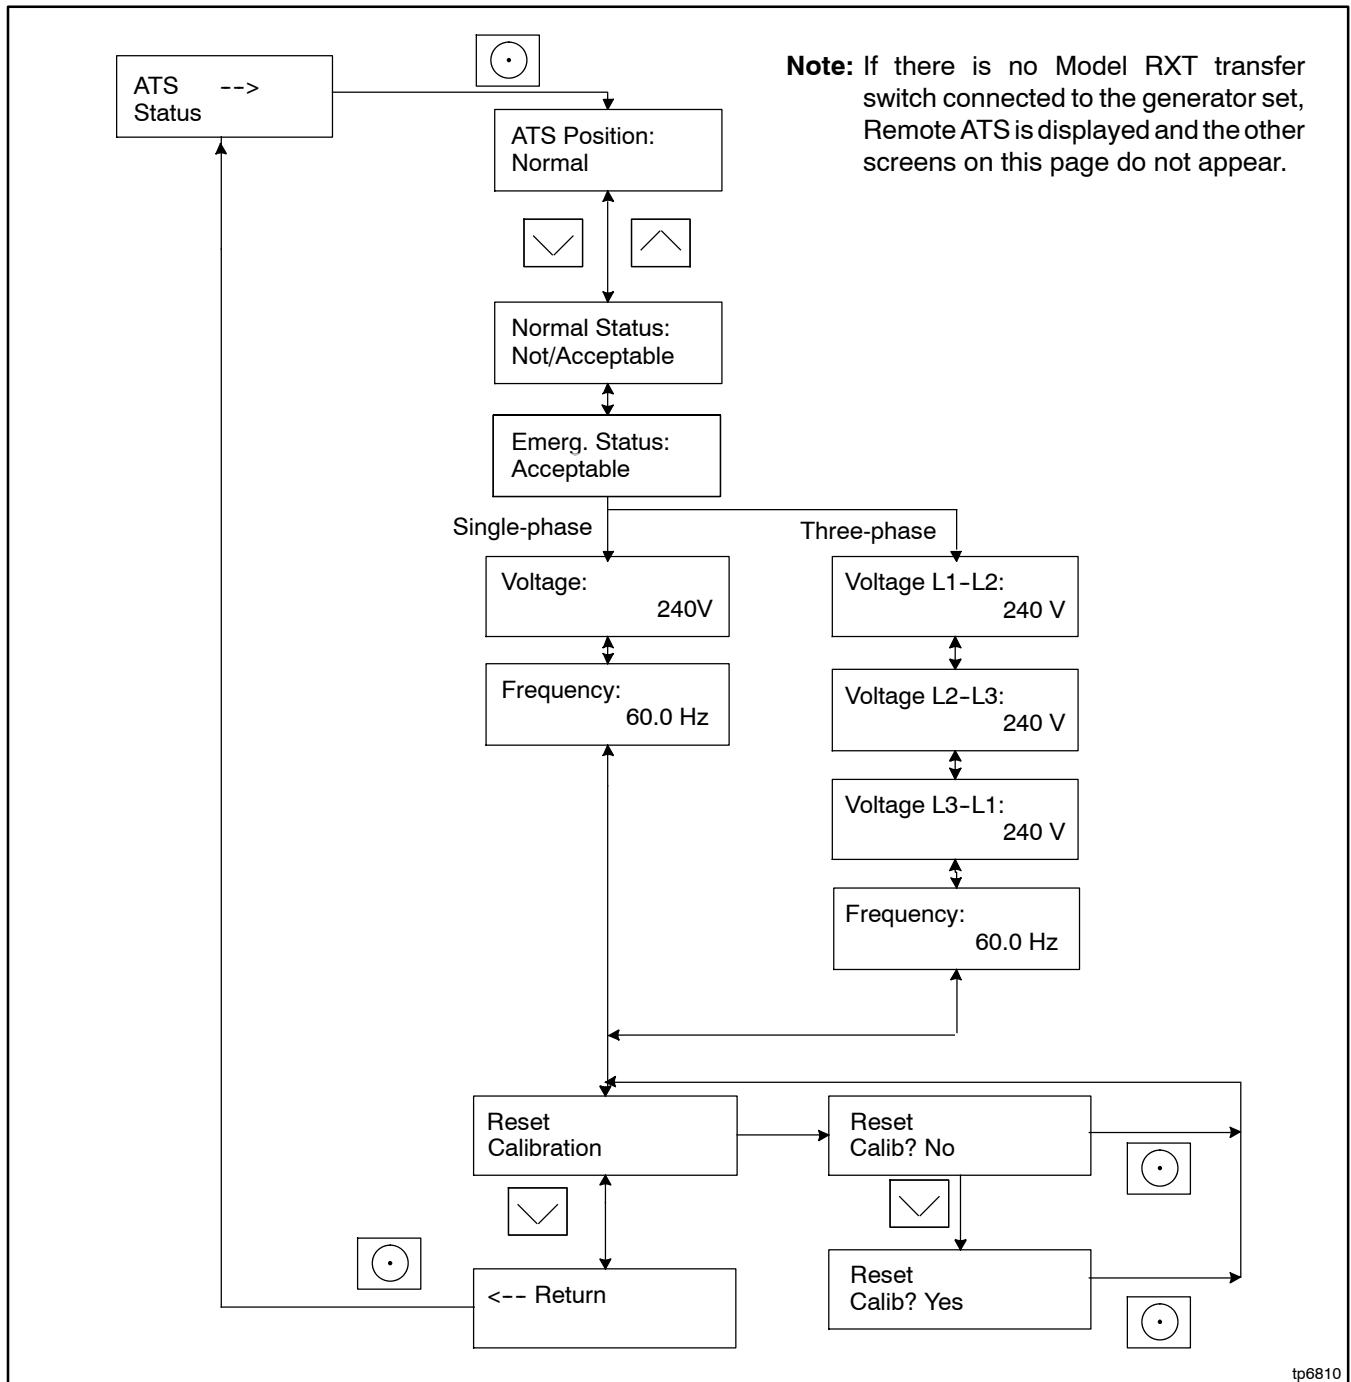 ATS -->
Status
Note: If there is no Model RXT transfer
switch connected to the generator set,
Remote ATS is displayed and the other
screens on this page do not appear.
ATS Position:
Normal
Normal Status:
Not/Acceptable
Emerg. Status:
Acceptable
Single-phase
Three-phase
Voltage:
240V
Frequency:
60.0 Hz
Voltage L1-L2:
240 V
Voltage L2-L3:
240 V
Voltage L3-L1:
240 V
Frequency:
60.0 Hz
Reset
Calibration
Reset
Calib? No
<-- Return
Reset
Calib? Yes
tp6810